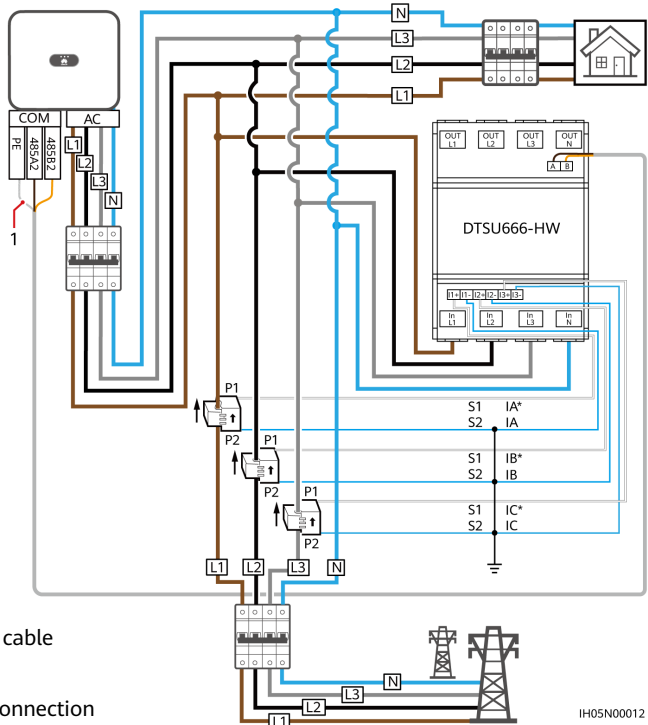 N
L3
L2
L1
COM
AC
PE
485A2
485B2
L1
L2
L3
N
1
OUT L1
OUT L2
OUT L3
OUT N
A B
DTSU666-HW
I1+ I1- I2+ I2- I3+ I3-
In L1
In L2
In L3
In N
P1
P2
S1 IA*
S2 IA
P1
P2
S1 IB*
S2 IB
P1
P2
S1 IC*
S2 IC
L1
L2
L3
N
cable
N
L3
L2
L1
onnection
IH05N00012